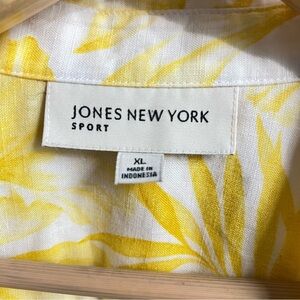 JONES NEW YORK
SPORT
XL
MADE IN
INDONESIA